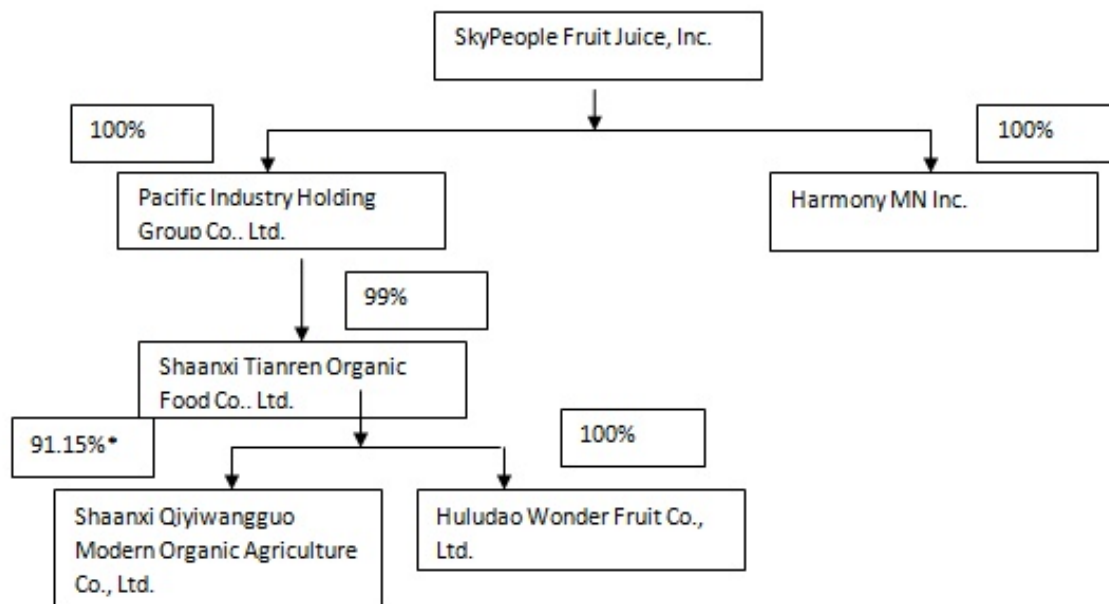 SkyPeople Fruit Juice, Inc.
100%
100%
Pacific Industry Holding
Group Co., Ltd.
Harmony MN Inc.
99%
Shaanxi Tianren Organic
Food Co., Ltd.
91.15%*
100%
Shaanxi Qiyiwangguo
Modern Organic Agriculture
Co., Ltd.
Huludao Wonder Fruit Co.,
Ltd.